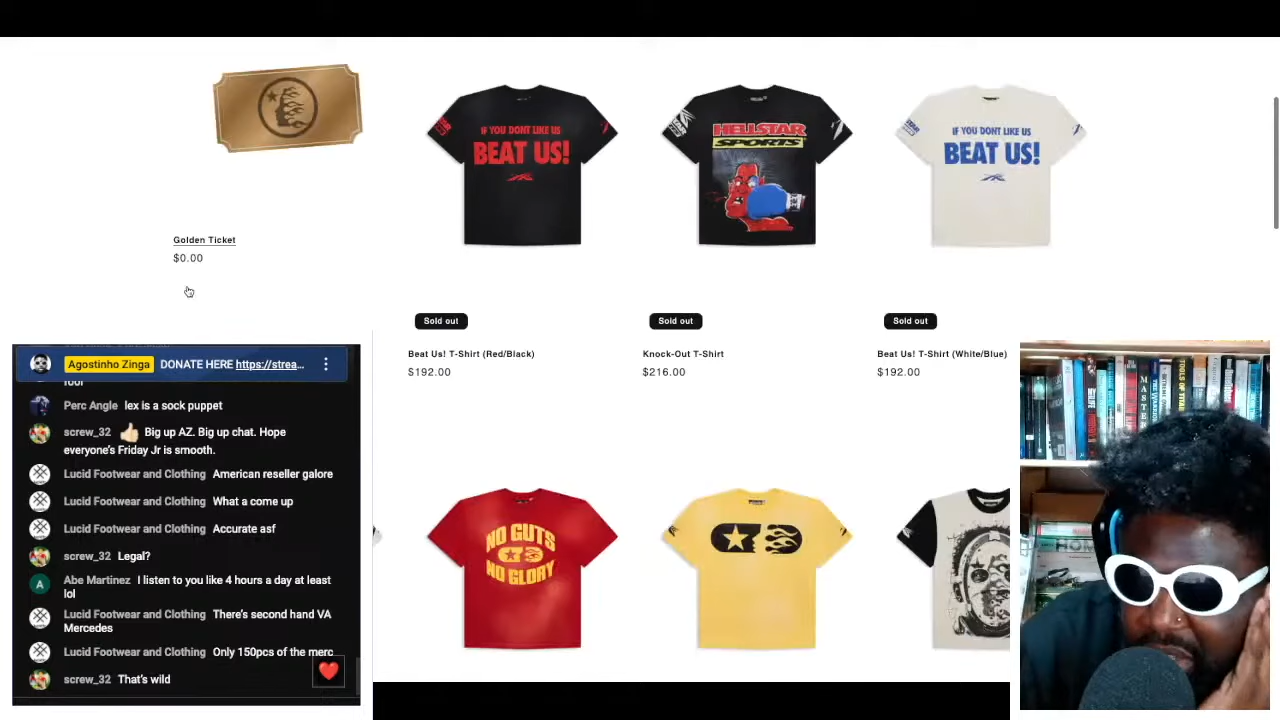 IF YOU DONT LIKE US
BEAT US!
HELLSTAR
SPORTS
IF YOU DONT LIKE US
BEAT US!
Golden Ticket
$0.00
Sold out
Sold out
Sold out
Beat Us! T-Shirt (Red/Black)
Knock-Out T-Shirt
Beat Us! T-Shirt (White/Blue)
$192.00
$216.00
$192.00
NO GUTS
NO GLORY
Agostinho Zinga DONATE HERE https://strea...
Perc Angle lex is a sock puppet
screw_32 👍🏻 Big up AZ. Big up chat. Hope
everyone's Friday Jr is smooth.
Lucid Footwear and Clothing American reseller galore
Lucid Footwear and Clothing What a come up
Lucid Footwear and Clothing Accurate asf
screw_32 Legal?
A Abe Martinez I listen to you like 4 hours a day at least
lol
Lucid Footwear and Clothing There's second hand VA
Mercedes
Lucid Footwear and Clothing Only 150pcs of the merc
screw_32 That's wild
TOOLS OF TITAN
MASTE